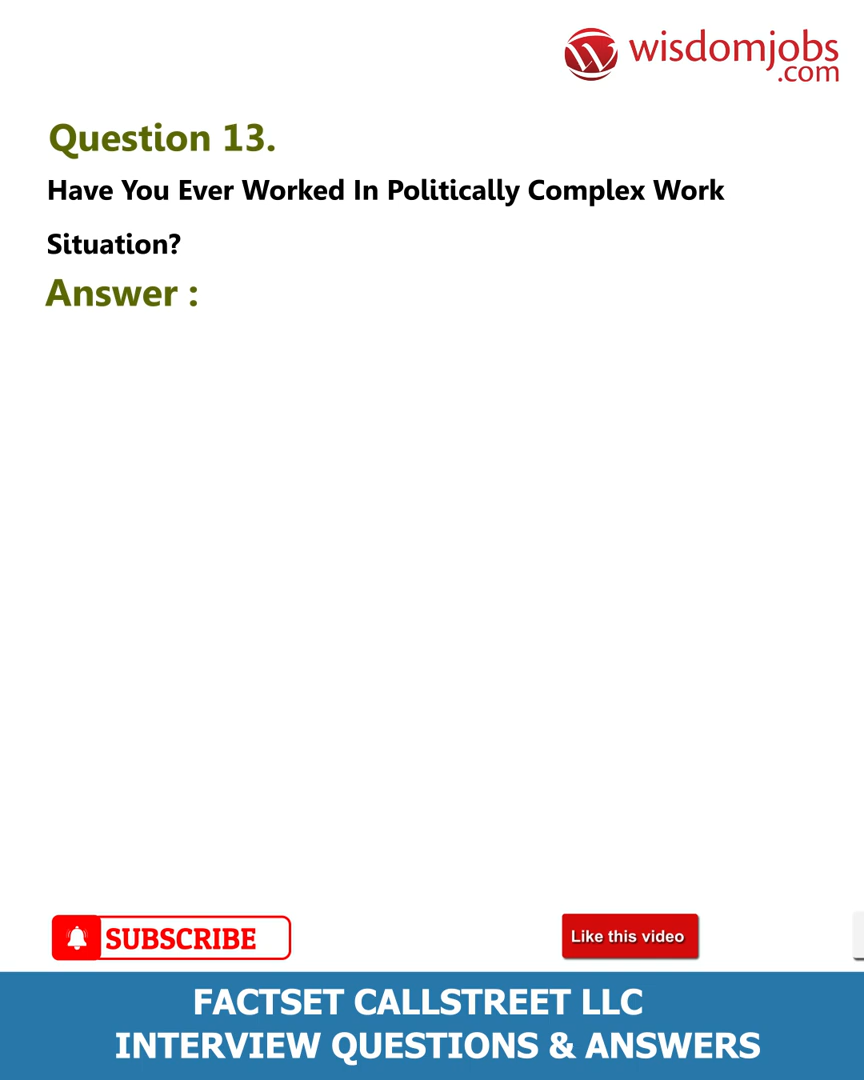 wisdomjobs
.com
Question 13.
Have You Ever Worked In Politically Complex Work
Situation?
Answer :
SUBSCRIBE
Like this video
FACTSET CALLSTREET LLC
INTERVIEW QUESTIONS & ANSWERS